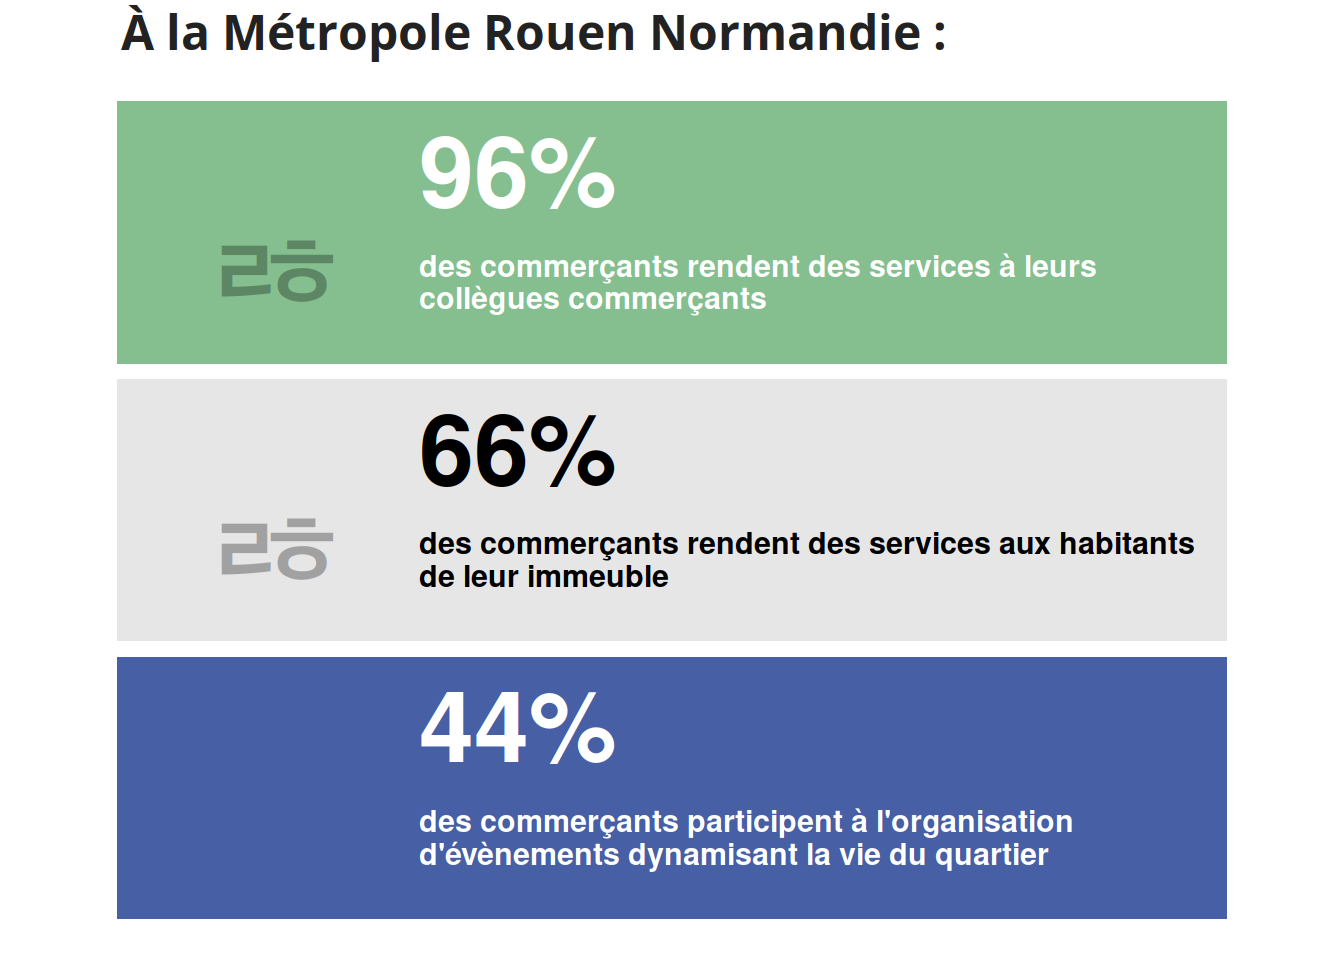 À la Métropole Rouen Normandie :
96%
des commerçants rendent des services à leurs
collègues commerçants
66%
des commerçants rendent des services aux habitants
de leur immeuble
44%
des commerçants participent à l'organisation
d'évènements dynamisant la vie du quartier